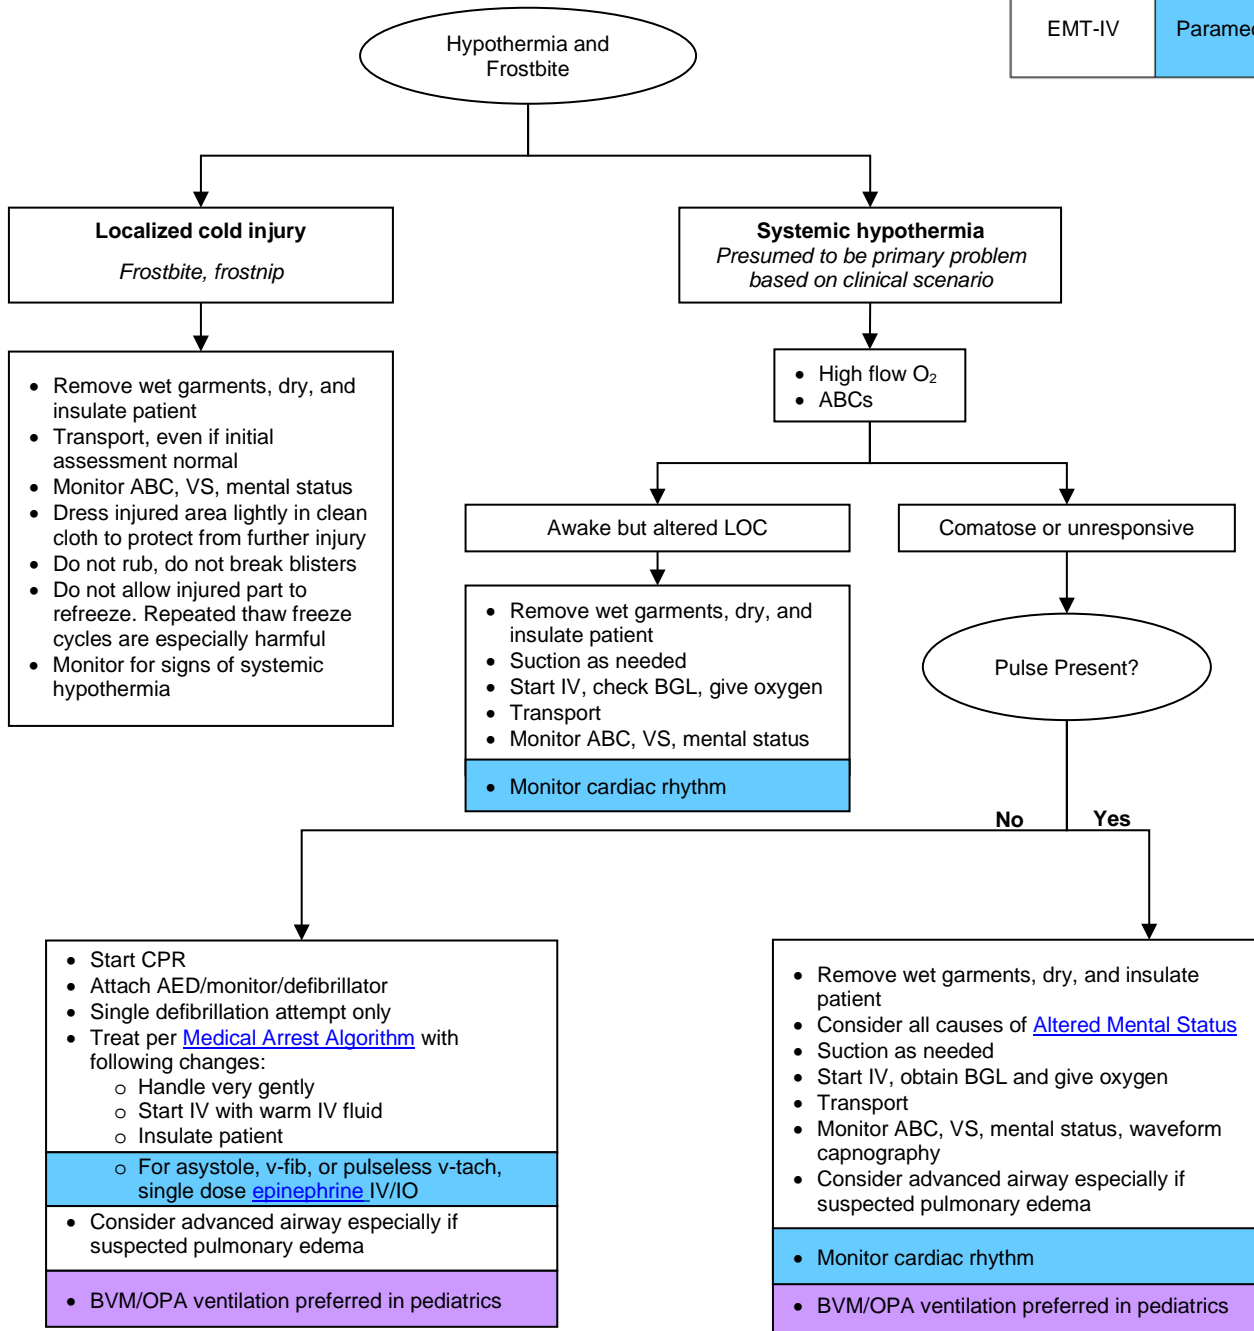 Hypothermia and
Frostbite
EMT-IV
Localized cold injury
Frostbite, frostnip
Systemic hypothermia
Presumed to be primary problem
based on clinical scenario
• Remove wet garments, dry, and
insulate patient
• Transport, even if initial
assessment normal
• Monitor ABC, VS, mental status
• Dress injured area lightly in clean
cloth to protect from further injury
• Do not rub, do not break blisters
• Do not allow injured part to
refreeze. Repeated thaw freeze
cycles are especially harmful
• Monitor for signs of systemic
hypothermia
• High flow O₂
• ABCs
Awake but altered LOC
Comatose or unresponsive
• Remove wet garments, dry, and
insulate patient
• Suction as needed
• Start IV, check BGL, give oxygen
• Transport
• Monitor ABC, VS, mental status
• Monitor cardiac rhythm
Pulse Present?
No
Yes
• Start CPR
• Attach AED/monitor/defibrillator
• Single defibrillation attempt only
• Treat per Medical Arrest Algorithm with
following changes:
o Handle very gently
o Start IV with warm IV fluid
o Insulate patient
o For asystole, v-fib, or pulseless v-tach,
single dose epinephrine IV/IO
• Consider advanced airway especially if
suspected pulmonary edema
• BVM/OPA ventilation preferred in pediatrics
• Remove wet garments, dry, and insulate
patient
• Consider all causes of Altered Mental Status
• Suction as needed
• Start IV, obtain BGL and give oxygen
• Transport
• Monitor ABC, VS, mental status, waveform
capnography
• Consider advanced airway especially if
suspected pulmonary edema
• Monitor cardiac rhythm
• BVM/OPA ventilation preferred in pediatrics